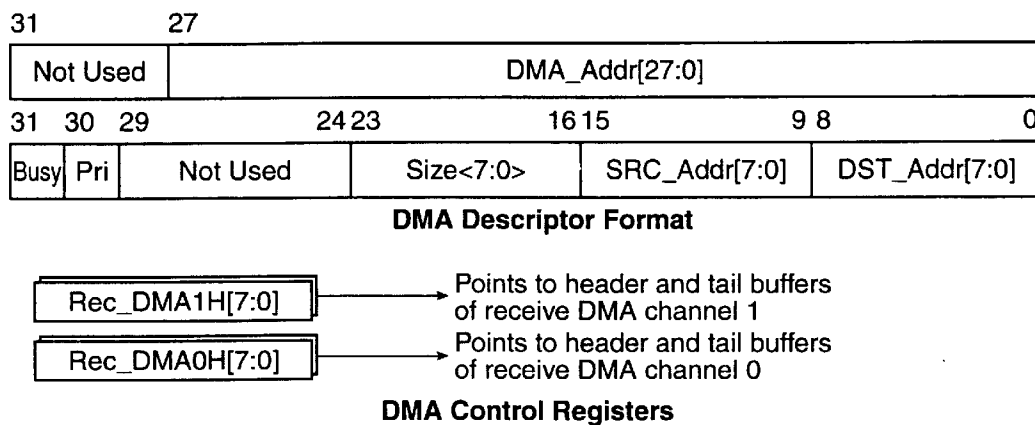 31 27
Not Used DMA_Addr[27:0]
31 30 29 24 23 16 15 9 8 0
Busy Pri Not Used Size<7:0> SRC_Addr[7:0] DST_Addr[7:0]
DMA Descriptor Format
Rec_DMA1H[7:0] Points to header and tail buffers
of receive DMA channel 1
Rec_DMA0H[7:0] Points to header and tail buffers
of receive DMA channel 0
DMA Control Registers